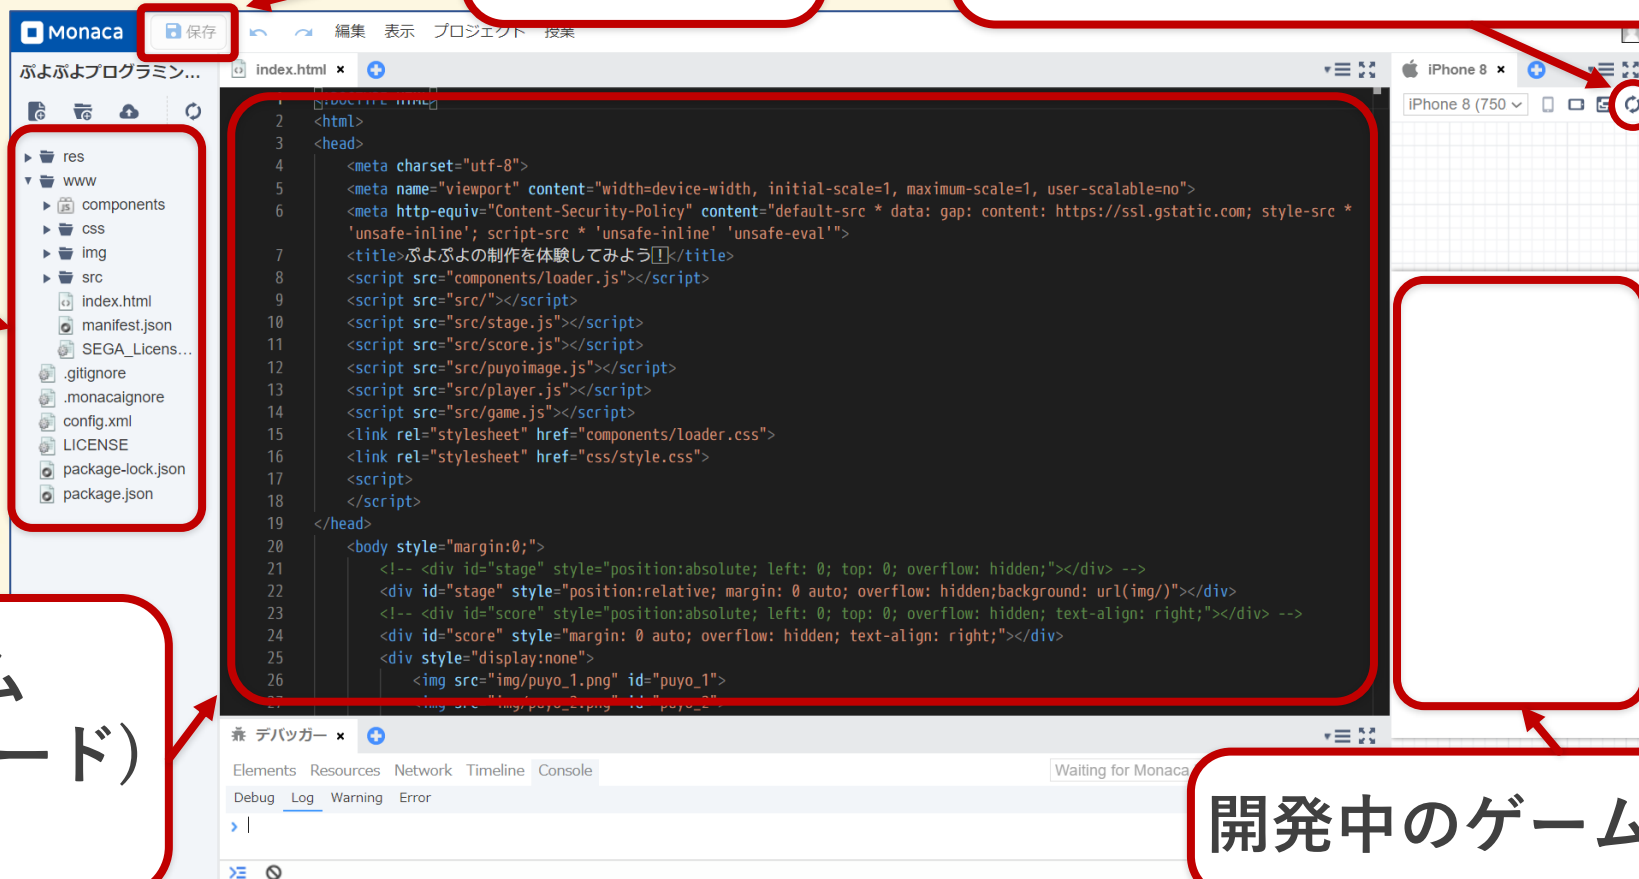 Monaca
保存
編集 表示 プロジェクト 授業
ぷよぷよプログラミン...
index.html ×
iPhone 8 ×
iPhone 8 (750
res
www
components
css
img
src
index.html
manifest.json
SEGA_Licens...
.gitignore
.monacaignore
config.xml
LICENSE
package-lock.json
package.json
1 <!DOCTYPE HTML>
2 <html>
3 <head>
4 <meta charset="utf-8">
5 <meta name="viewport" content="width=device-width, initial-scale=1, maximum-scale=1, user-scalable=no">
6 <meta http-equiv="Content-Security-Policy" content="default-src * data: gap: content: https://ssl.gstatic.com; style-src *
'unsafe-inline'; script-src * 'unsafe-inline' 'unsafe-eval'">
7 <title>ぷよぷよの制作を体験してみよう！</title>
8 <script src="components/loader.js"></script>
9 <script src="src/"></script>
10 <script src="src/stage.js"></script>
11 <script src="src/score.js"></script>
12 <script src="src/puyoimage.js"></script>
13 <script src="src/player.js"></script>
14 <script src="src/game.js"></script>
15 <link rel="stylesheet" href="components/loader.css">
16 <link rel="stylesheet" href="css/style.css">
17 <script>
18 </script>
19 </head>
20 <body style="margin:0;">
21 <!-- <div id="stage" style="position:absolute; left: 0; top: 0; overflow: hidden;"></div> -->
22 <div id="stage" style="position:relative; margin: 0 auto; overflow: hidden;background: url(img/)"></div>
23 <!-- <div id="score" style="position:absolute; left: 0; top: 0; overflow: hidden; text-align: right;"></div> -->
24 <div id="score" style="margin: 0 auto; overflow: hidden; text-align: right;"></div>
25 <div style="display:none">
26 <img src="img/puyo_1.png" id="puyo_1">
27 <img src="img/puyo_2.png" id="puyo_2">
ム
ード)
デバッガー ×
Elements Resources Network Timeline Console
Waiting for Monaca
Debug Log Warning Error
開発中のゲーム